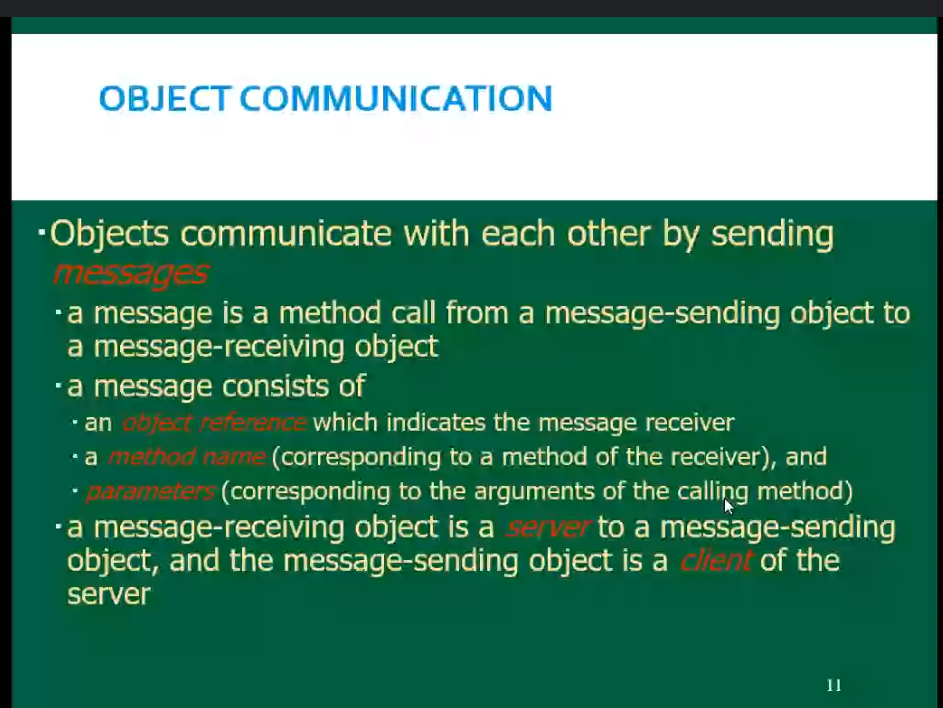 OBJECT COMMUNICATION
·Objects communicate with each other by sending
messages
·a message is a method call from a message-sending object to
a message-receiving object
·a message consists of
·an object reference which indicates the message receiver
·a method name (corresponding to a method of the receiver), and
·parameters (corresponding to the arguments of the calling method)
·a message-receiving object is a server to a message-sending
object, and the message-sending object is a client of the
server
11